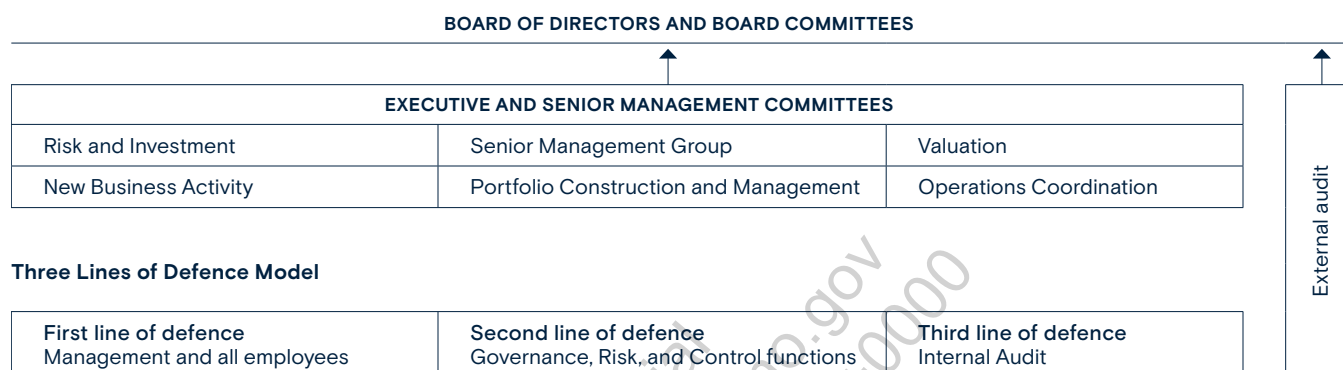 BOARD OF DIRECTORS AND BOARD COMMITTEES
EXECUTIVE AND SENIOR MANAGEMENT COMMITTEES
Risk and Investment
Senior Management Group
Valuation
New Business Activity
Portfolio Construction and Management
Operations Coordination
External audit
Three Lines of Defence Model
First line of defence
Management and all employees
Second line of defence
Governance, Risk, and Control functions
Third line of defence
Internal Audit